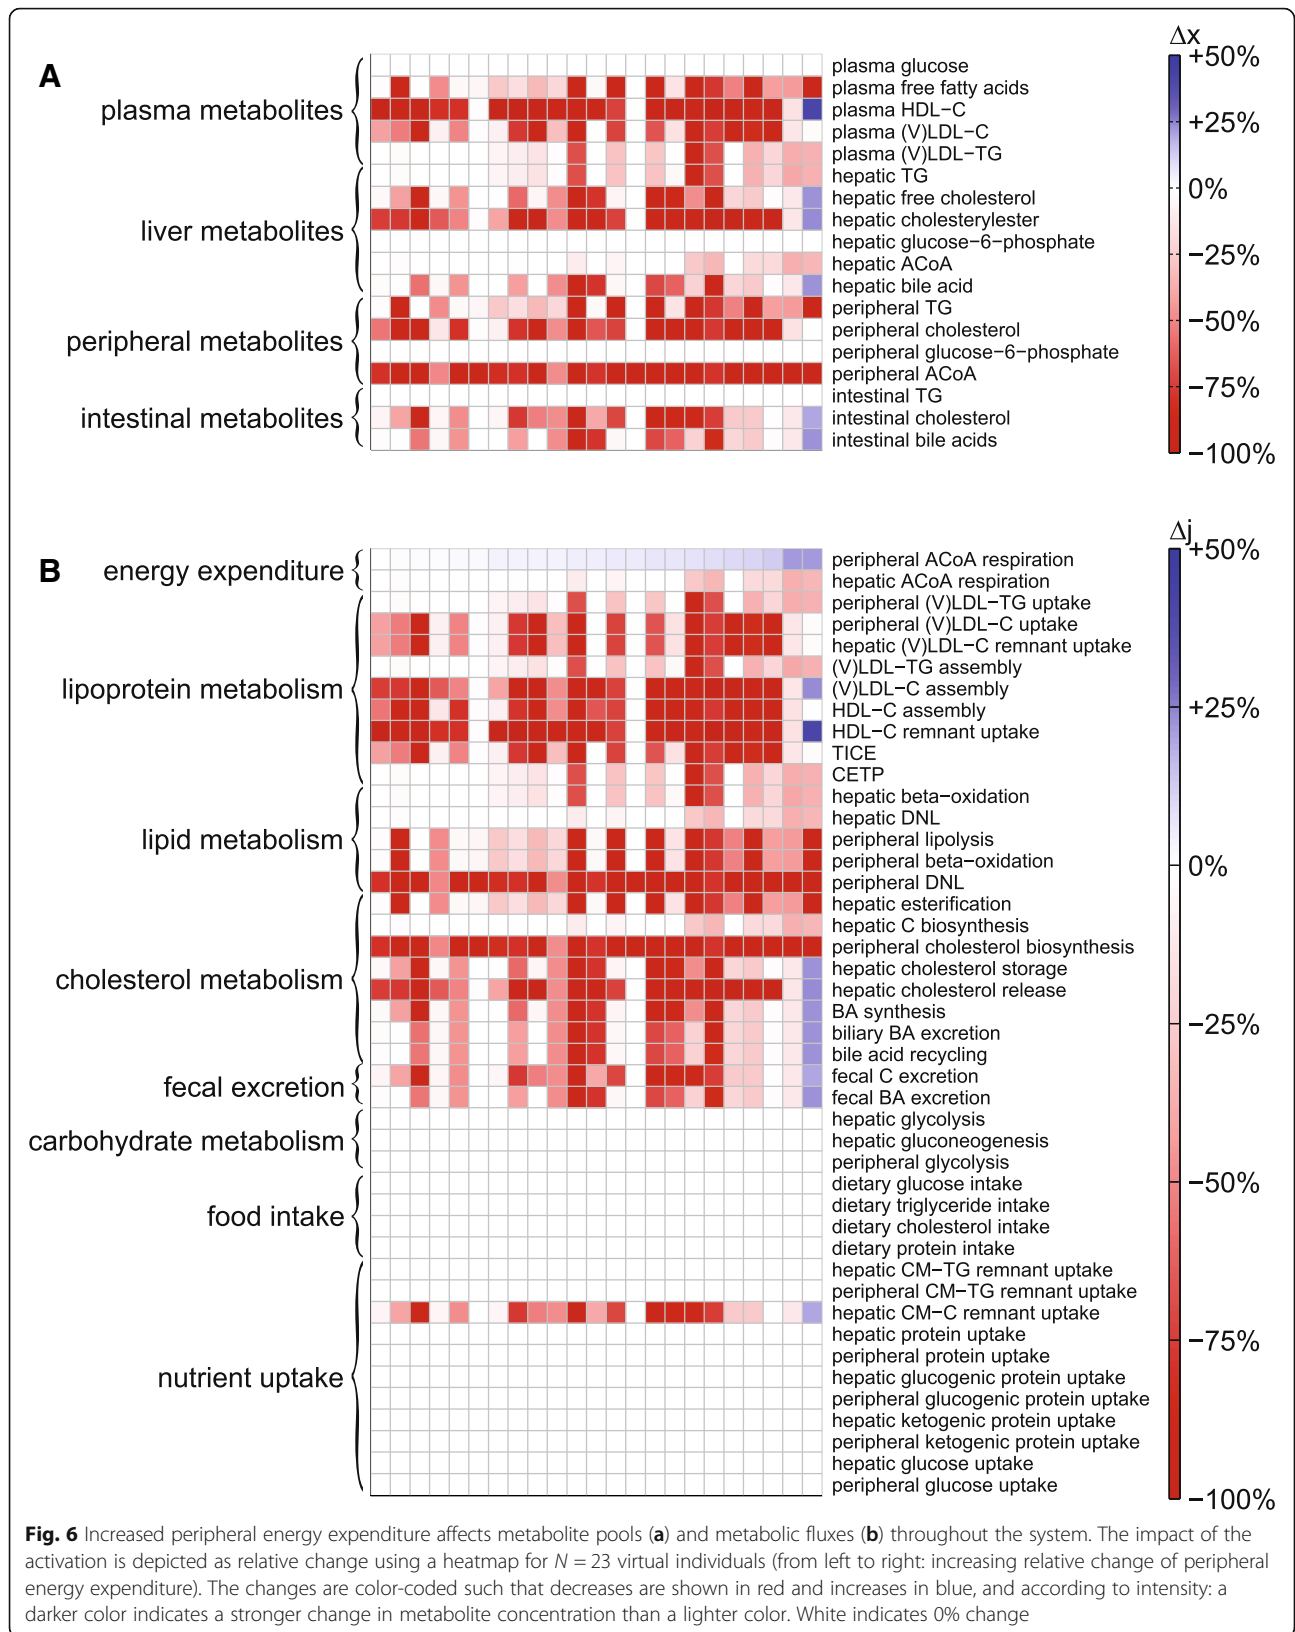 A
plasma metabolites
liver metabolites
peripheral metabolites
intestinal metabolites
plasma glucose
plasma free fatty acids
plasma HDL−C
plasma (V)LDL−C
plasma (V)LDL−TG
hepatic TG
hepatic free cholesterol
hepatic cholesterylester
hepatic glucose−6−phosphate
hepatic ACoA
hepatic bile acid
peripheral TG
peripheral cholesterol
peripheral glucose−6−phosphate
peripheral ACoA
intestinal TG
intestinal cholesterol
intestinal bile acids
Δx
+50%
+25%
0%
−25%
−50%
−75%
−100%
B
energy expenditure
lipoprotein metabolism
lipid metabolism
cholesterol metabolism
fecal excretion
carbohydrate metabolism
food intake
nutrient uptake
peripheral ACoA respiration
hepatic ACoA respiration
peripheral (V)LDL−TG uptake
peripheral (V)LDL−C uptake
hepatic (V)LDL−C remnant uptake
(V)LDL−TG assembly
(V)LDL−C assembly
HDL−C assembly
HDL−C remnant uptake
TICE
CETP
hepatic beta−oxidation
hepatic DNL
peripheral lipolysis
peripheral beta−oxidation
peripheral DNL
hepatic esterification
hepatic C biosynthesis
peripheral cholesterol biosynthesis
hepatic cholesterol storage
hepatic cholesterol release
BA synthesis
biliary BA excretion
bile acid recycling
fecal C excretion
fecal BA excretion
hepatic glycolysis
hepatic gluconeogenesis
peripheral glycolysis
dietary glucose intake
dietary triglyceride intake
dietary cholesterol intake
dietary protein intake
hepatic CM−TG remnant uptake
peripheral CM−TG remnant uptake
hepatic CM−C remnant uptake
hepatic protein uptake
peripheral protein uptake
hepatic glucogenic protein uptake
peripheral glucogenic protein uptake
hepatic ketogenic protein uptake
peripheral ketogenic protein uptake
hepatic glucose uptake
peripheral glucose uptake
Δj
+50%
+25%
0%
−25%
−50%
−75%
−100%
Fig. 6 Increased peripheral energy expenditure affects metabolite pools (a) and metabolic fluxes (b) throughout the system. The impact of the
activation is depicted as relative change using a heatmap for N = 23 virtual individuals (from left to right: increasing relative change of peripheral
energy expenditure). The changes are color-coded such that decreases are shown in red and increases in blue, and according to intensity: a
darker color indicates a stronger change in metabolite concentration than a lighter color. White indicates 0% change